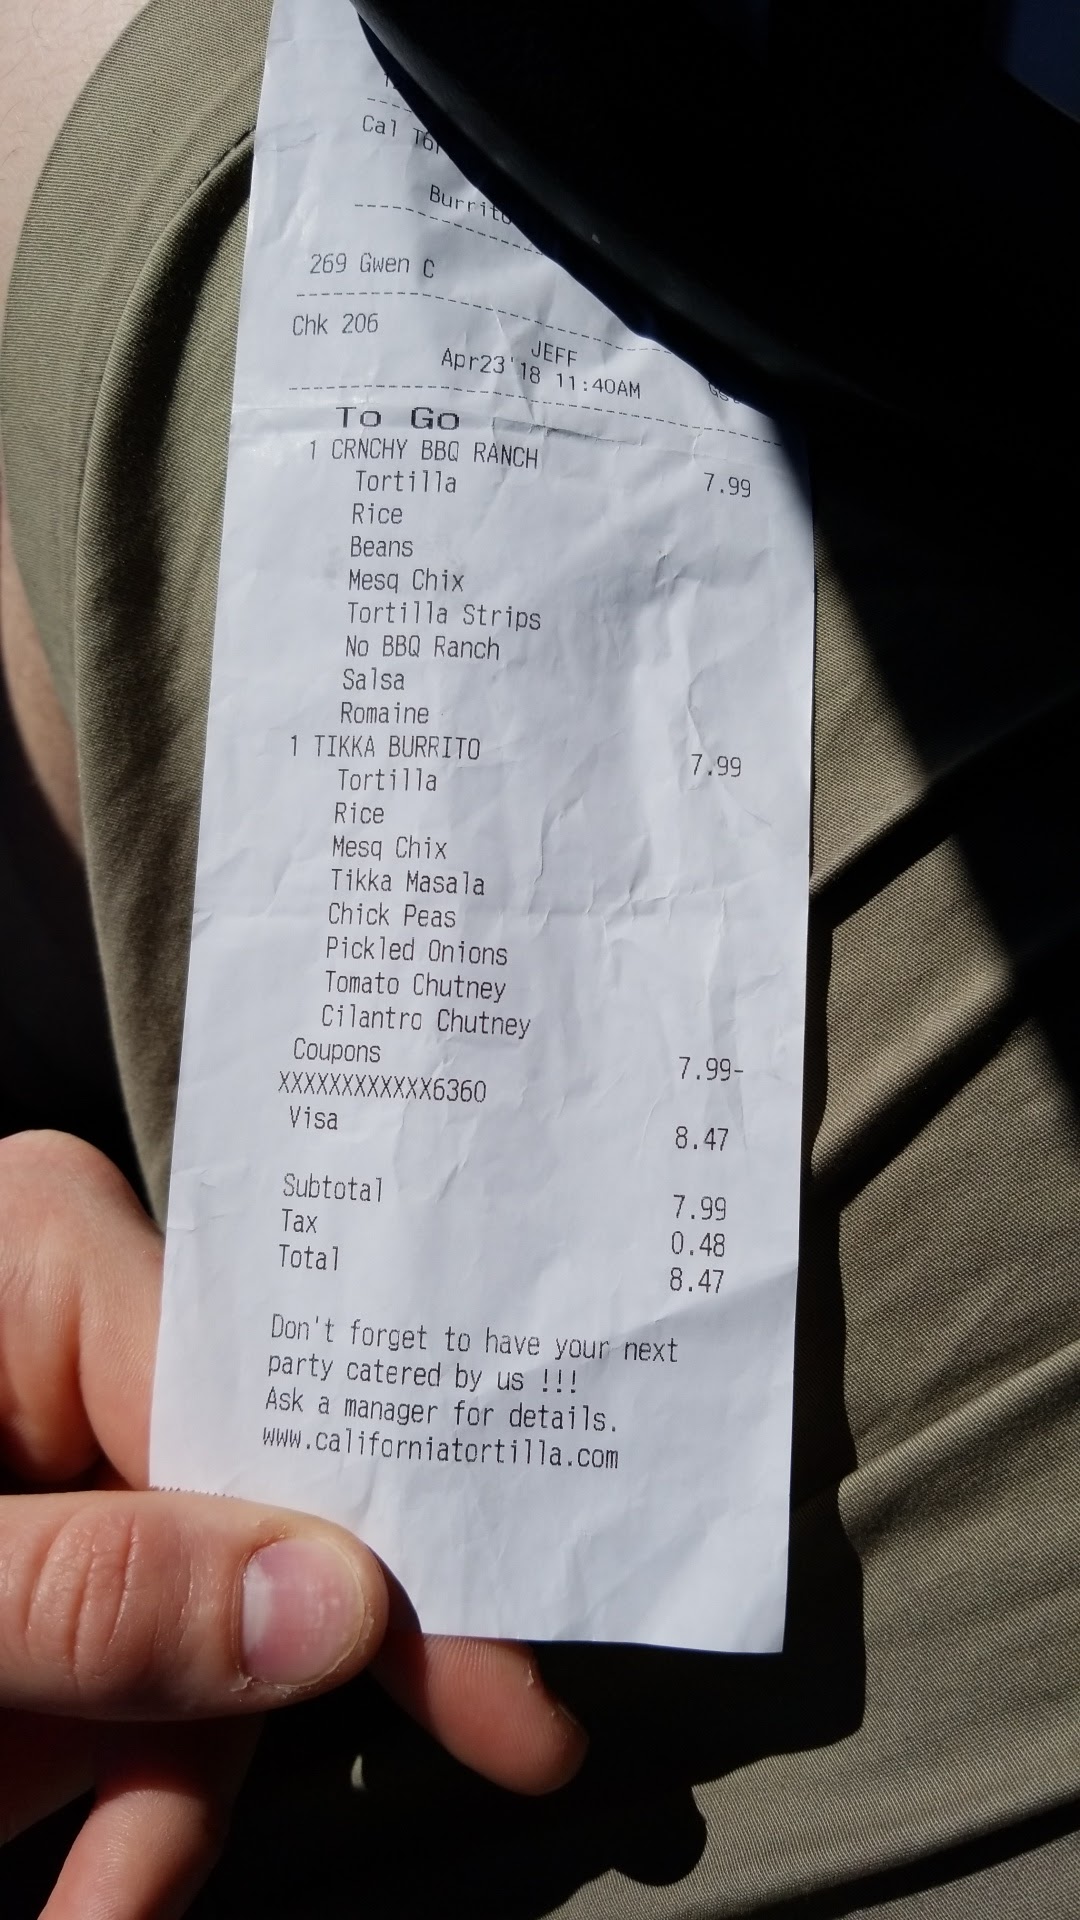 Cal
269 Gwen C
Chk 206
JEFF
Apr23'18 11:40AM
To Go
1 CRNCHY BBQ RANCH 7.99
Tortilla
Rice
Beans
Mesq Chix
Tortilla Strips
No BBQ Ranch
Salsa
Romaine
1 TIKKA BURRITO 7.99
Tortilla
Rice
Mesq Chix
Tikka Masala
Chick Peas
Pickled Onions
Tomato Chutney
Cilantro Chutney
Coupons 7.99-
XXXXXXXXXXXX6360
Visa 8.47
Subtotal 7.99
Tax 0.48
Total 8.47
Don't forget to have your next
party catered by us !!!
Ask a manager for details.
www.californiatortilla.com